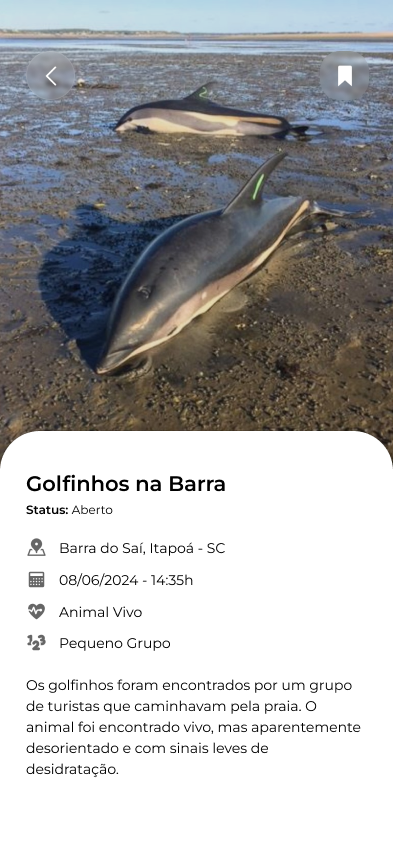 Golfinhos na Barra
Status: Aberto
Barra do Saí, Itapoá - SC
08/06/2024 - 14:35h
Animal Vivo
123 Pequeno Grupo
Os golfinhos foram encontrados por um grupo
de turistas que caminhavam pela praia. O
animal foi encontrado vivo, mas aparentemente
desorientado e com sinais leves de
desidratação.